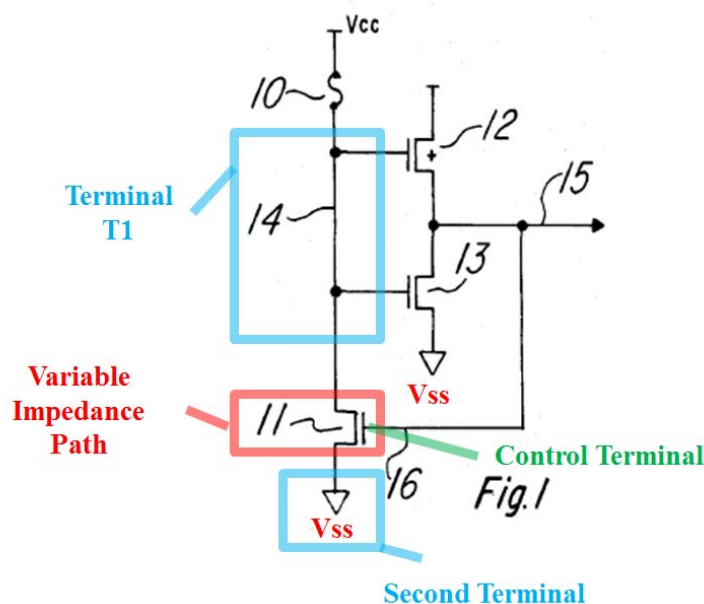 Vcc
10
12
Terminal
T1
14
15
13
Variable
Impedance
Path
Vss
11
16
Control Terminal
Fig.1
Vss
Second Terminal